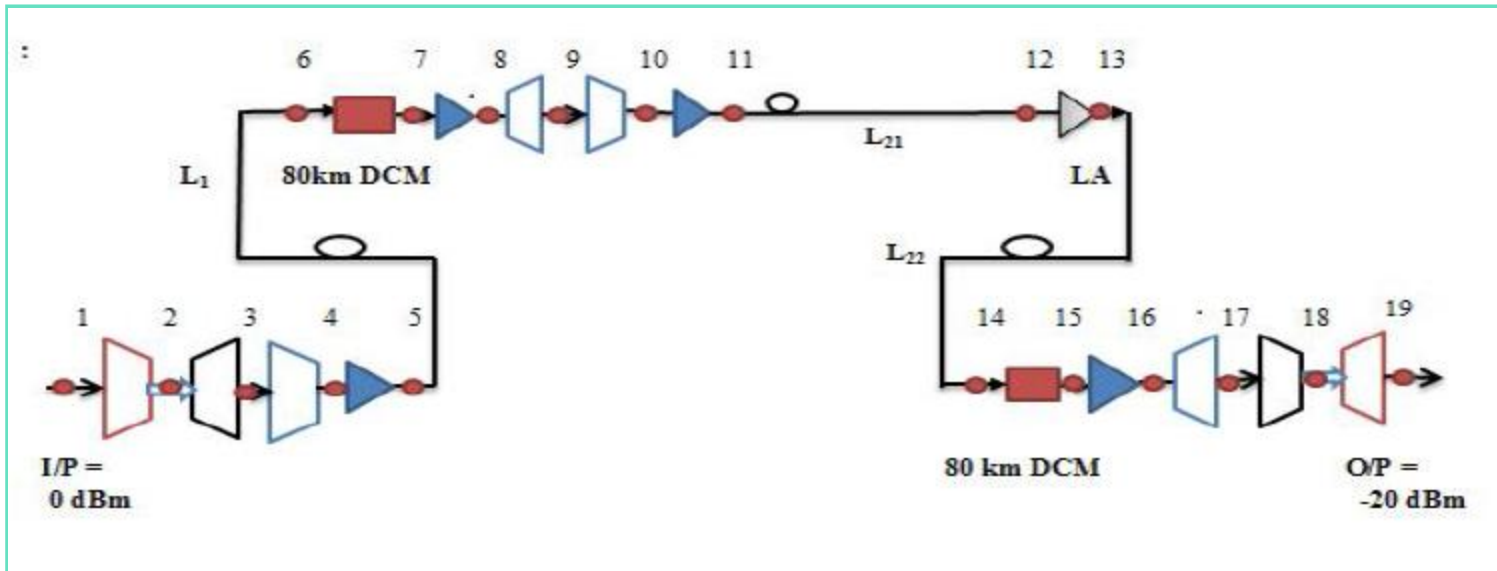 :
6 7 8 9 10 11 12 13
L₂₁
L₁ 80km DCM LA
L₂₂
1 2 3 4 5 14 15 16 17 18 19
I/P = 80 km DCM O/P =
0 dBm -20 dBm